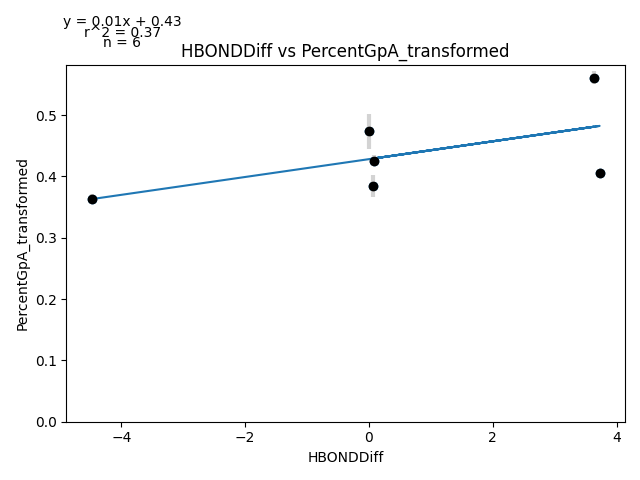 y = 0.01x + 0.43
r^2 = 0.37
n = 6
HBONDDiff vs PercentGpA_transformed
PercentGpA_transformed
0.5
0.4
0.3
0.2
0.1
0.0
−4
−2
0
2
4
HBONDDiff